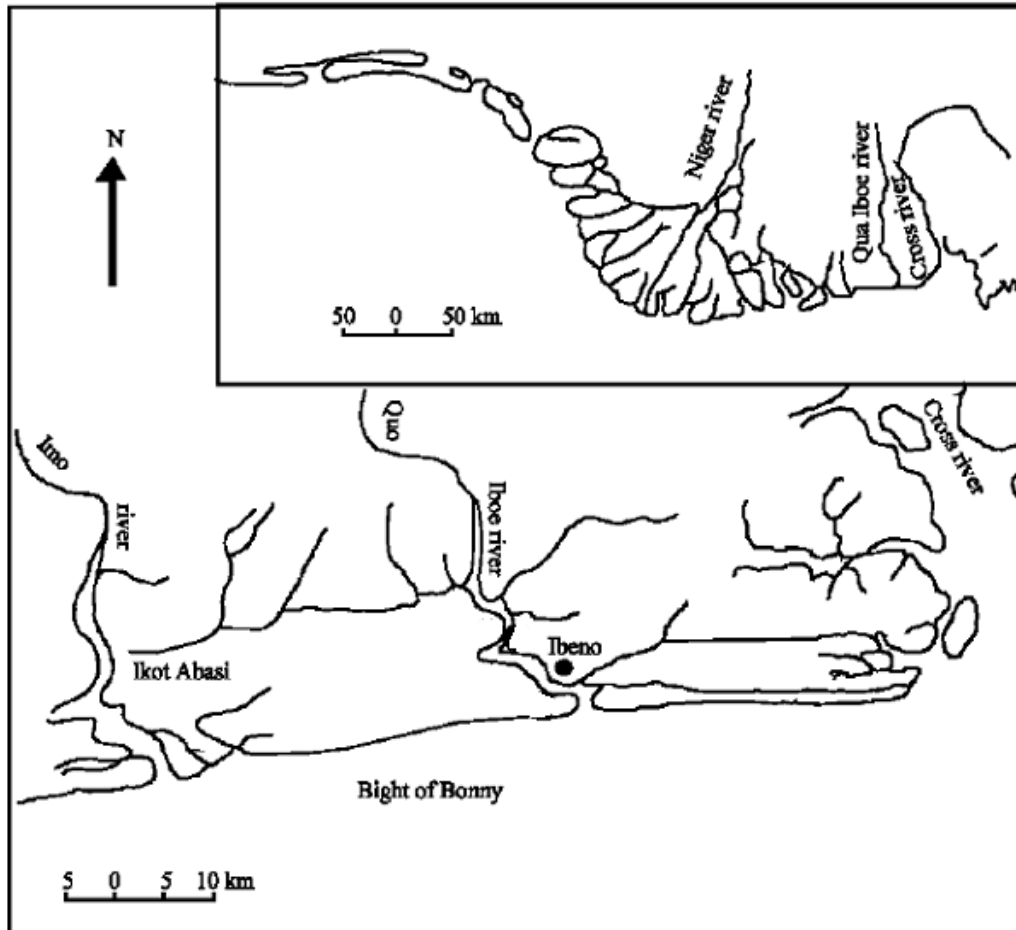 N
Niger river
Qua Iboe river
Cross river
50 0 50 km
Imo
river
Quo
Iboe river
Cross river
Ibeno
Ikot Abasi
Bight of Bonny
5 0 5 10 km